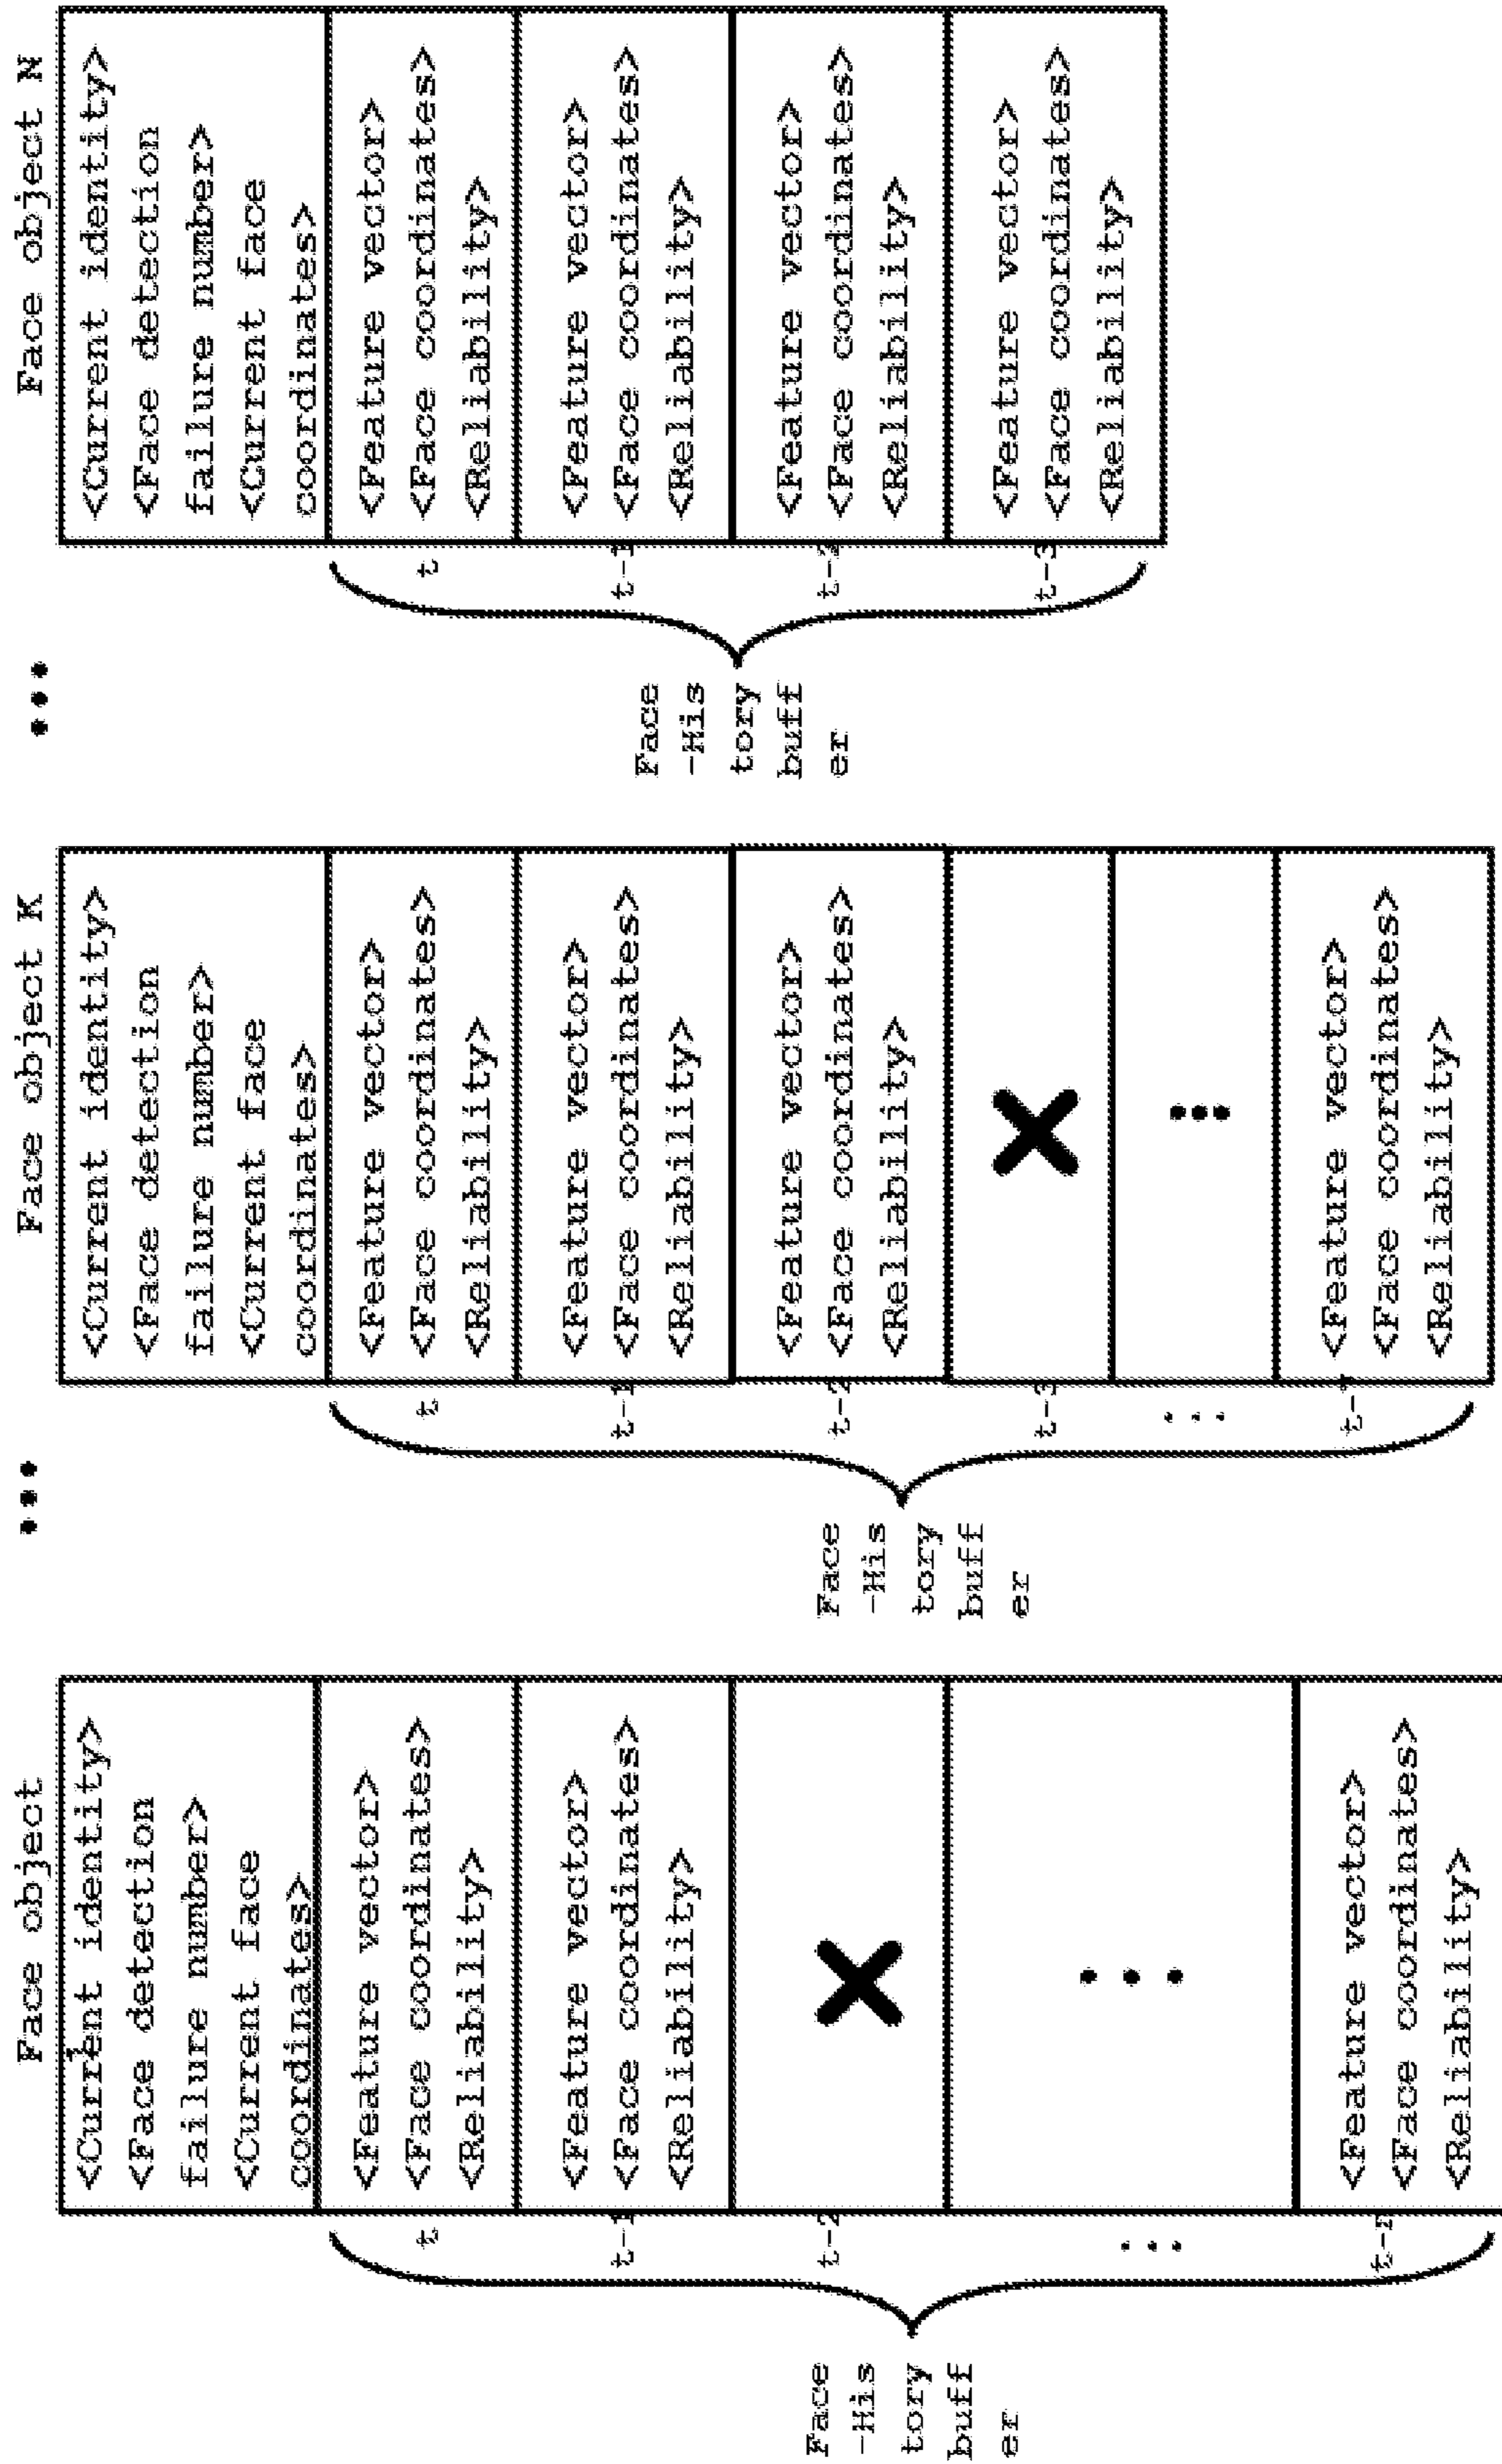 Face object
<Current identity>
<Face detection
failure number>
<Current face
coordinates>
t
<Feature vector>
<Face coordinates>
<Reliability>
t-1
<Feature vector>
<Face coordinates>
<Reliability>
t-2
<Feature vector>
<Face coordinates>
<Reliability>
Face
-His
tory
buff
er
Face object K
<Current identity>
<Face detection
failure number>
<Current face
coordinates>
t
<Feature vector>
<Face coordinates>
<Reliability>
t-1
<Feature vector>
<Face coordinates>
<Reliability>
t-2
<Feature vector>
<Face coordinates>
<Reliability>
t-3
<Feature vector>
<Face coordinates>
<Reliability>
Face
-His
tory
buff
er
Face object N
<Current identity>
<Face detection
failure number>
<Current face
coordinates>
t
<Feature vector>
<Face coordinates>
<Reliability>
t-1
<Feature vector>
<Face coordinates>
<Reliability>
t-2
<Feature vector>
<Face coordinates>
<Reliability>
t-3
<Feature vector>
<Face coordinates>
<Reliability>
Face
-His
tory
buff
er